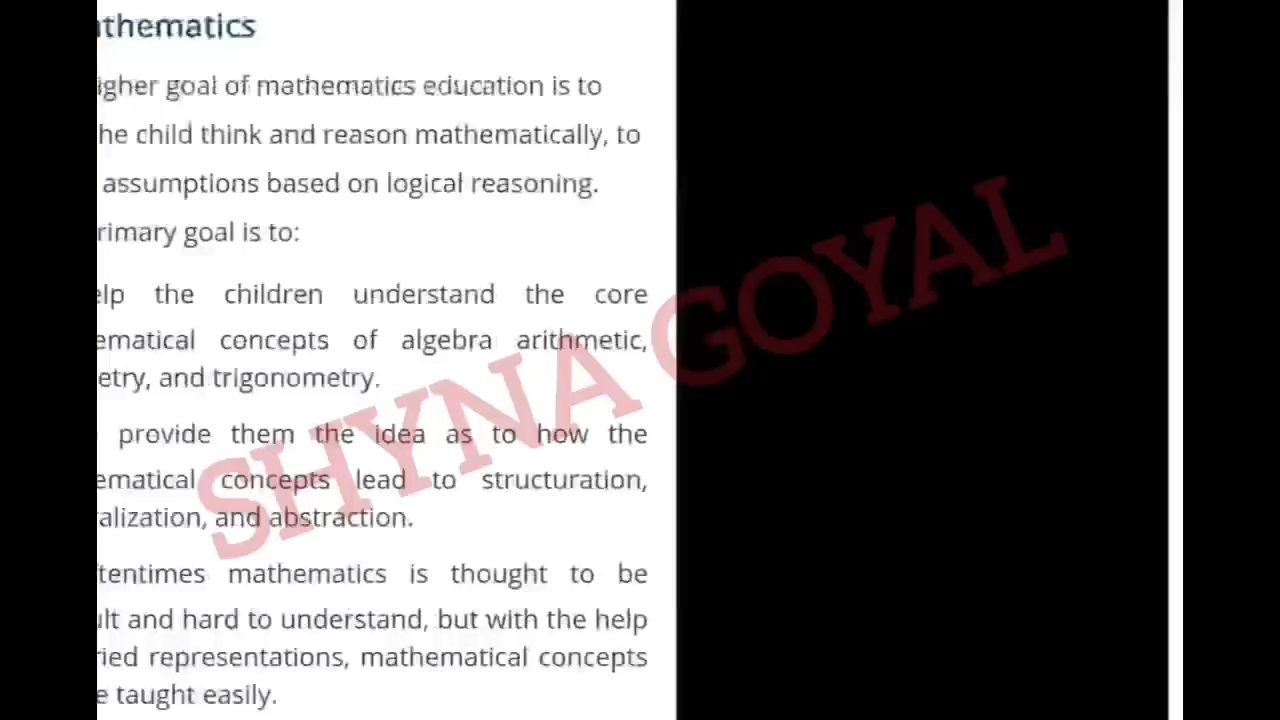 athematics
igher goal of mathematics education is to
he child think and reason mathematically, to
assumptions based on logical reasoning.
rimary goal is to:
elp the children understand the core
ematical concepts of algebra arithmetic,
etry, and trigonometry.
provide them the idea as to how the
ematical concepts lead to structuration,
alization, and abstraction.
ftentimes mathematics is thought to be
ult and hard to understand, but with the help
ried representations, mathematical concepts
e taught easily.
SHYNA GOYAL